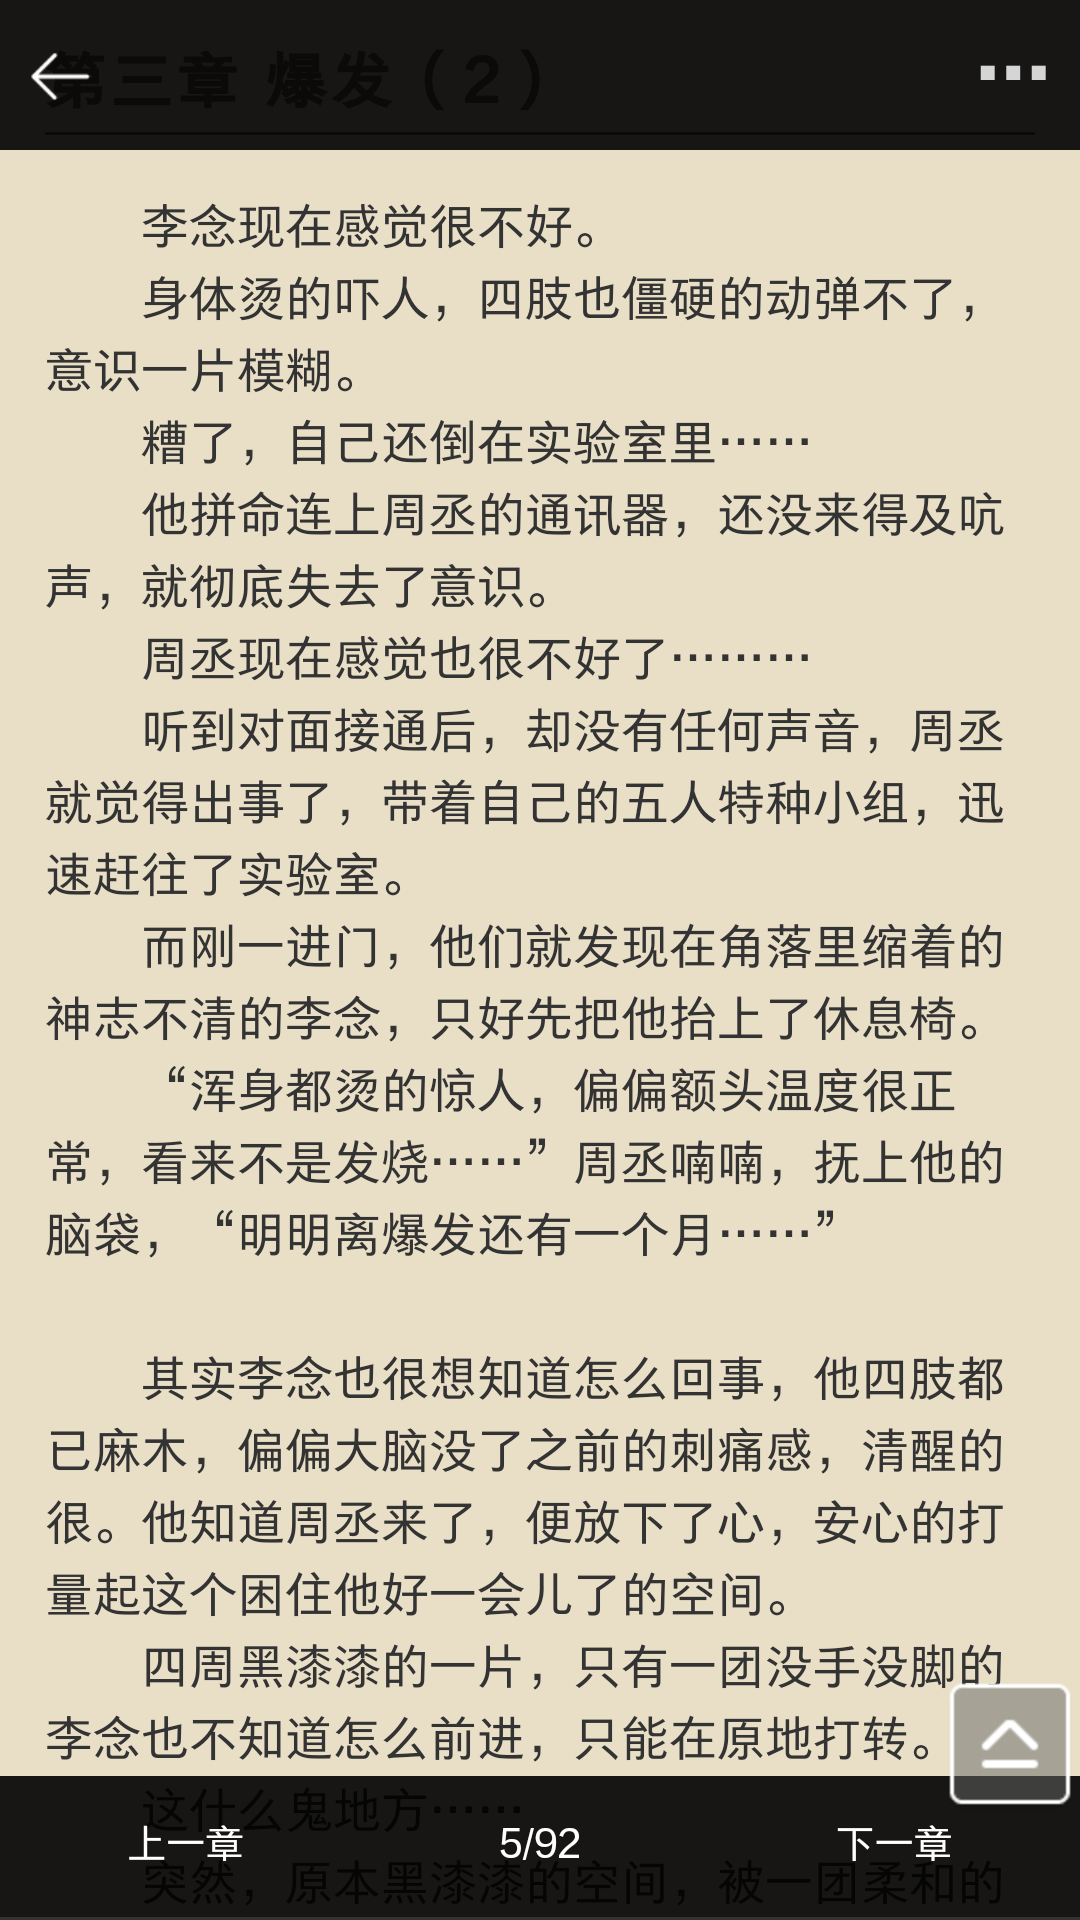 第三章 爆发（2）
李念现在感觉很不好。
身体烫的吓人，四肢也僵硬的动弹不了，
意识一片模糊。
糟了，自己还倒在实验室里……
他拼命连上周丞的通讯器，还没来得及吭
声，就彻底失去了意识。
周丞现在感觉也很不好了………
听到对面接通后，却没有任何声音，周丞
就觉得出事了，带着自己的五人特种小组，迅
速赶往了实验室。
而刚一进门，他们就发现在角落里缩着的
神志不清的李念，只好先把他抬上了休息椅。
“浑身都烫的惊人，偏偏额头温度很正
常，看来不是发烧……”周丞喃喃，抚上他的
脑袋，“明明离爆发还有一个月……”
其实李念也很想知道怎么回事，他四肢都
已麻木，偏偏大脑没了之前的刺痛感，清醒的
很。他知道周丞来了，便放下了心，安心的打
量起这个困住他好一会儿了的空间。
四周黑漆漆的一片，只有一团没手没脚的
李念也不知道怎么前进，只能在原地打转。
这什么鬼地方……
上一章 5/92 下一章
突然，原本黑漆漆的空间，被一团柔和的